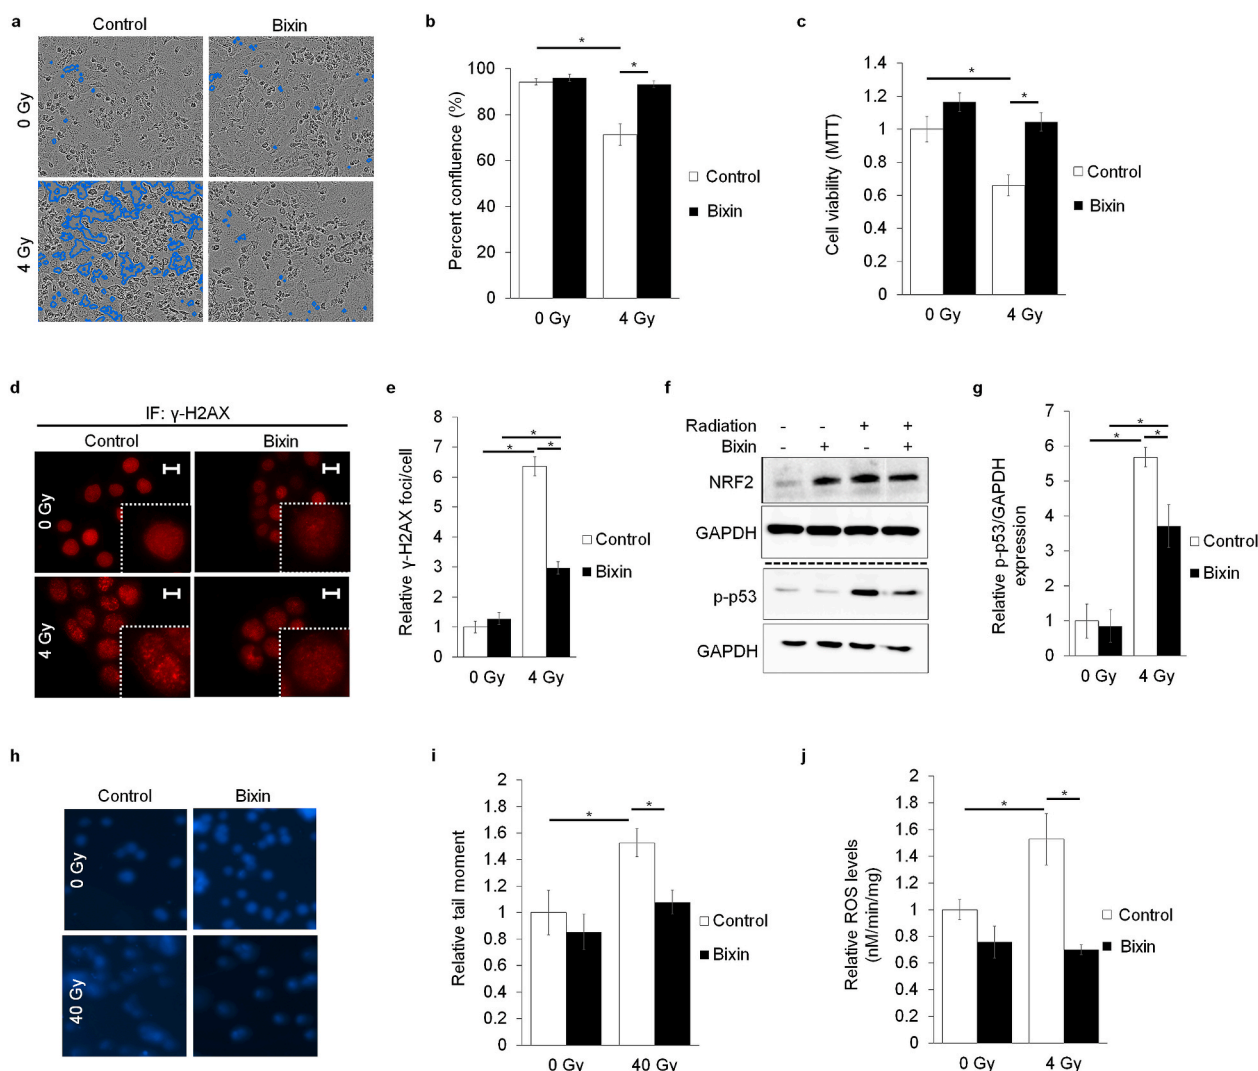 a
Control
Bixin
0 Gy
4 Gy
b
*
*
Percent confluence (%)
100
80
60
40
20
0
0 Gy
4 Gy
Control
Bixin
c
*
*
Cell viability (MTT)
1.4
1.2
1
0.8
0.6
0.4
0.2
0
0 Gy
4 Gy
Control
Bixin
d
IF: γ-H2AX
Control
Bixin
0 Gy
4 Gy
e
*
*
*
Relative γ-H2AX foci/cell
8
7
6
5
4
3
2
1
0
0 Gy
4 Gy
Control
Bixin
f
Radiation - - + +
Bixin - + - +
NRF2
GAPDH
p-p53
GAPDH
g
*
*
*
Relative p-p53/GAPDH
expression
7
6
5
4
3
2
1
0
0 Gy
4 Gy
Control
Bixin
h
Control
Bixin
0 Gy
40 Gy
i
*
*
Relative tail moment
2
1.8
1.6
1.4
1.2
1
0.8
0.6
0.4
0.2
0
0 Gy
40 Gy
Control
Bixin
j
*
*
Relative ROS levels
(nM/min/mg)
2
1.8
1.6
1.4
1.2
1
0.8
0.6
0.4
0.2
0
0 Gy
4 Gy
Control
Bixin